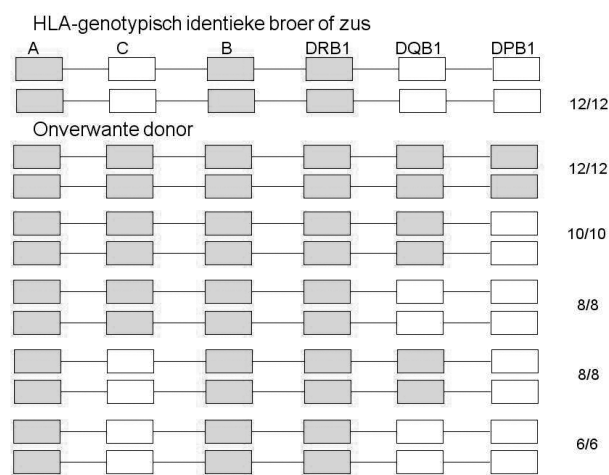 HLA-genotypisch identieke broer of zus
A C B DRB1 DQB1 DPB1
12/12
Onverwante donor
12/12
10/10
8/8
8/8
6/6